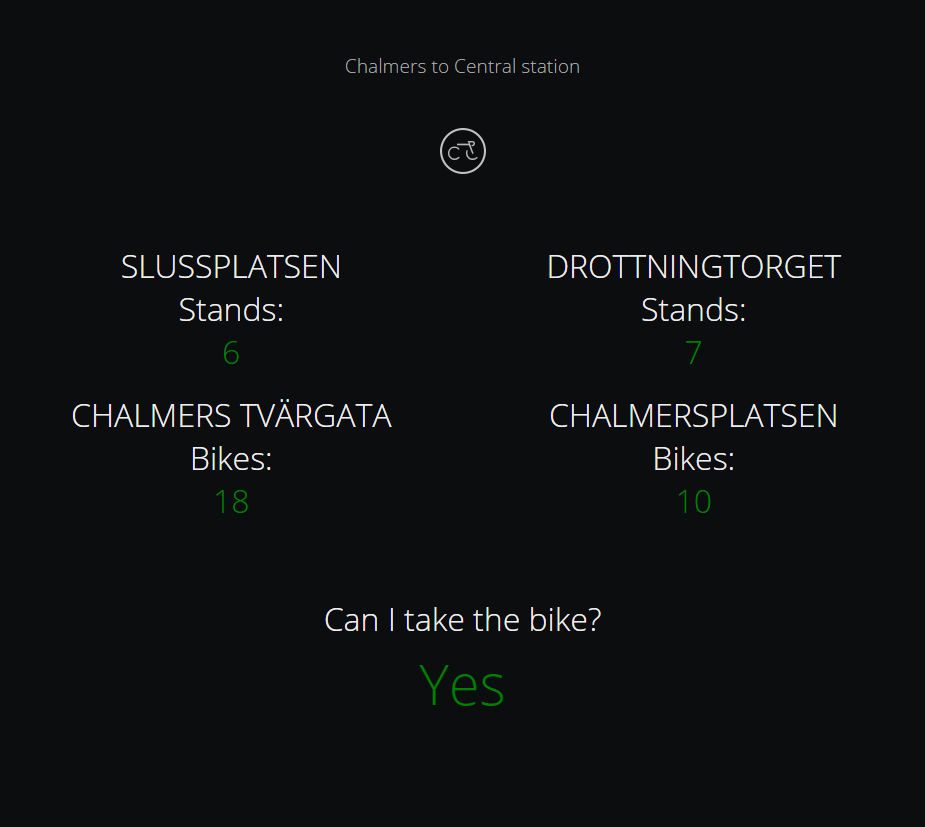 Chalmers to Central station
SLUSSPLATSEN
Stands:
6
DROTTNINGTORGET
Stands:
7
CHALMERS TVÄRGATA
Bikes:
18
CHALMERSPLATSEN
Bikes:
10
Can I take the bike?
Yes